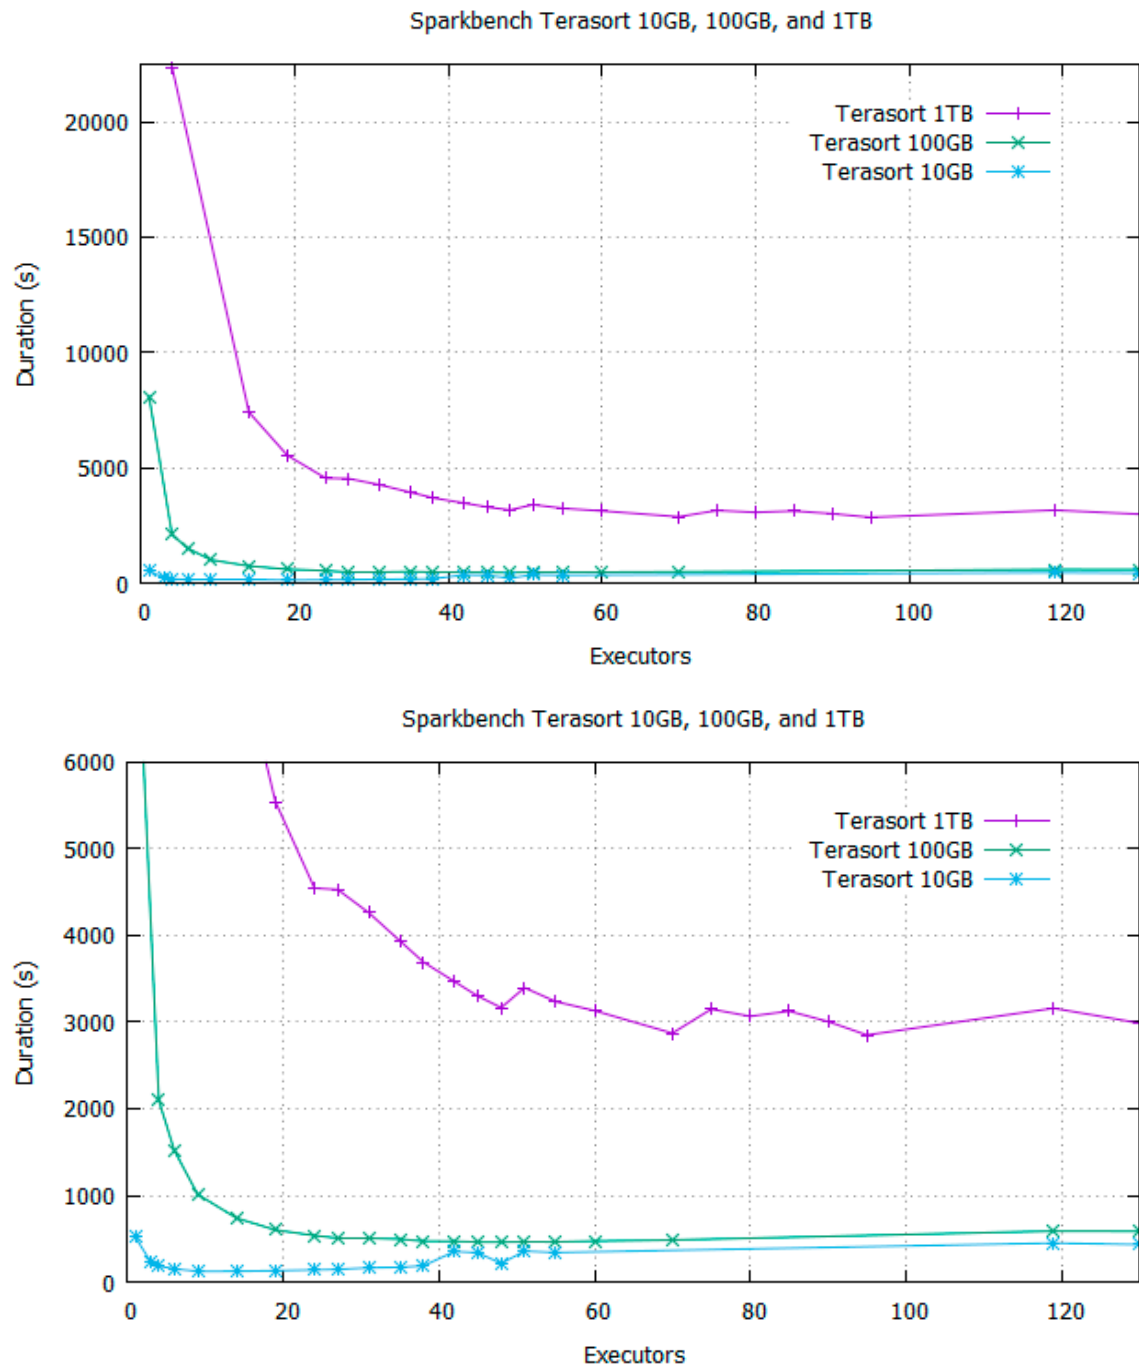 Sparkbench Terasort 10GB, 100GB, and 1TB
Terasort 1TB
Terasort 100GB
Terasort 10GB
20000
15000
10000
5000
0
Duration (s)
0 20 40 60 80 100 120
Executors
Sparkbench Terasort 10GB, 100GB, and 1TB
Terasort 1TB
Terasort 100GB
Terasort 10GB
6000
5000
4000
3000
2000
1000
0
Duration (s)
0 20 40 60 80 100 120
Executors